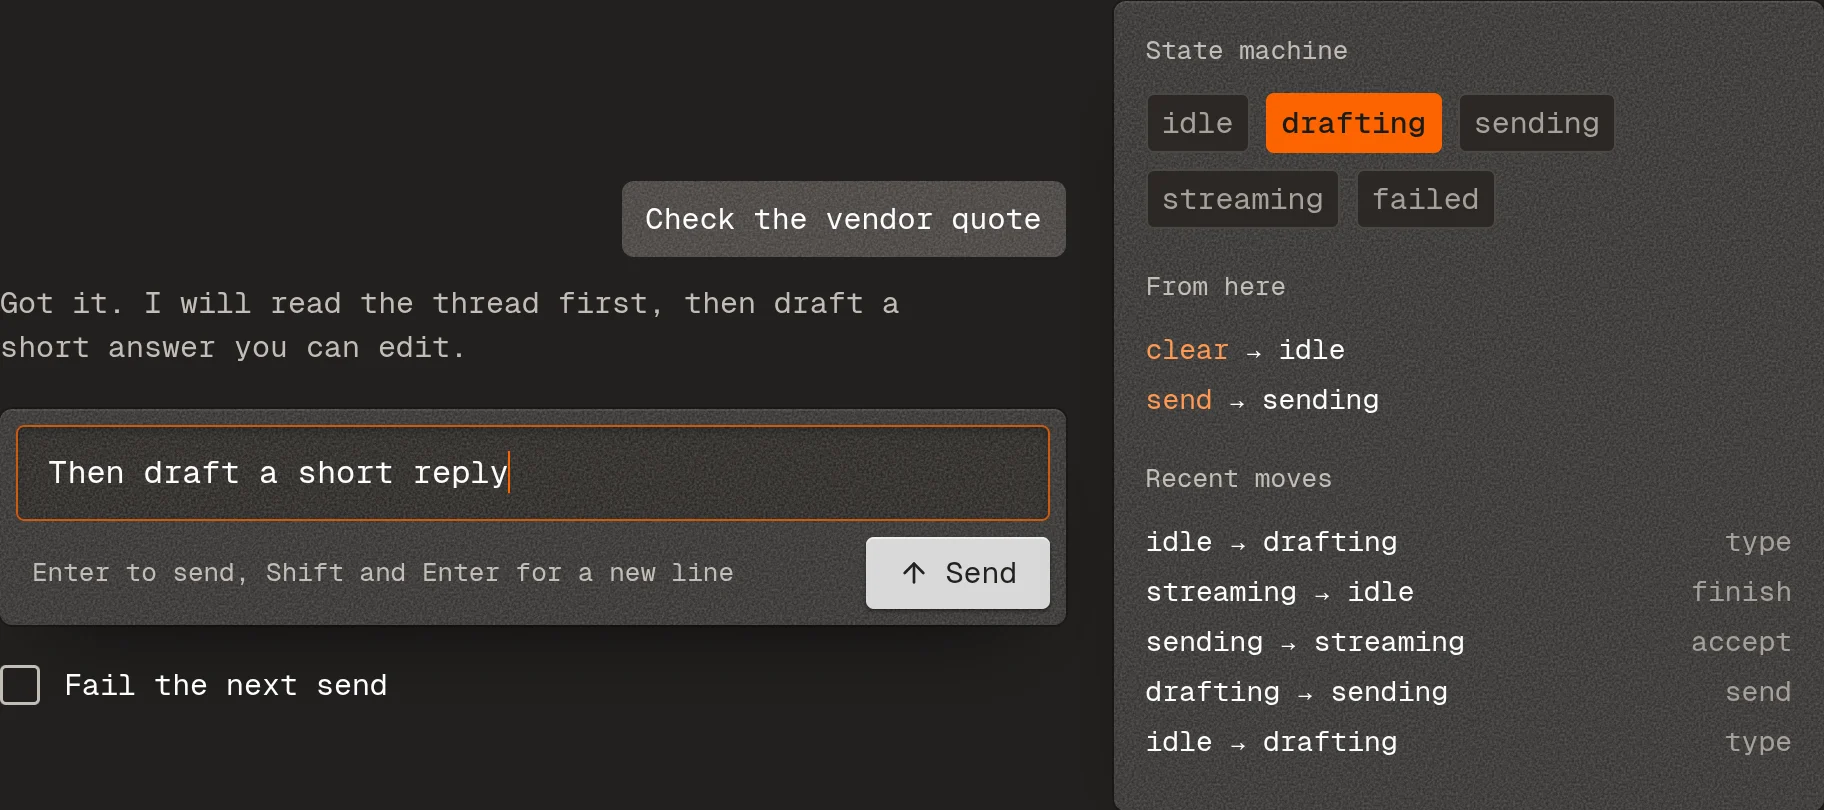 Check the vendor quote
Got it. I will read the thread first, then draft a
short answer you can edit.
Then draft a short reply
Enter to send, Shift and Enter for a new line
↑ Send
Fail the next send
State machine
idle drafting sending
streaming failed
From here
clear → idle
send → sending
Recent moves
idle → drafting type
streaming → idle finish
sending → streaming accept
drafting → sending send
idle → drafting type